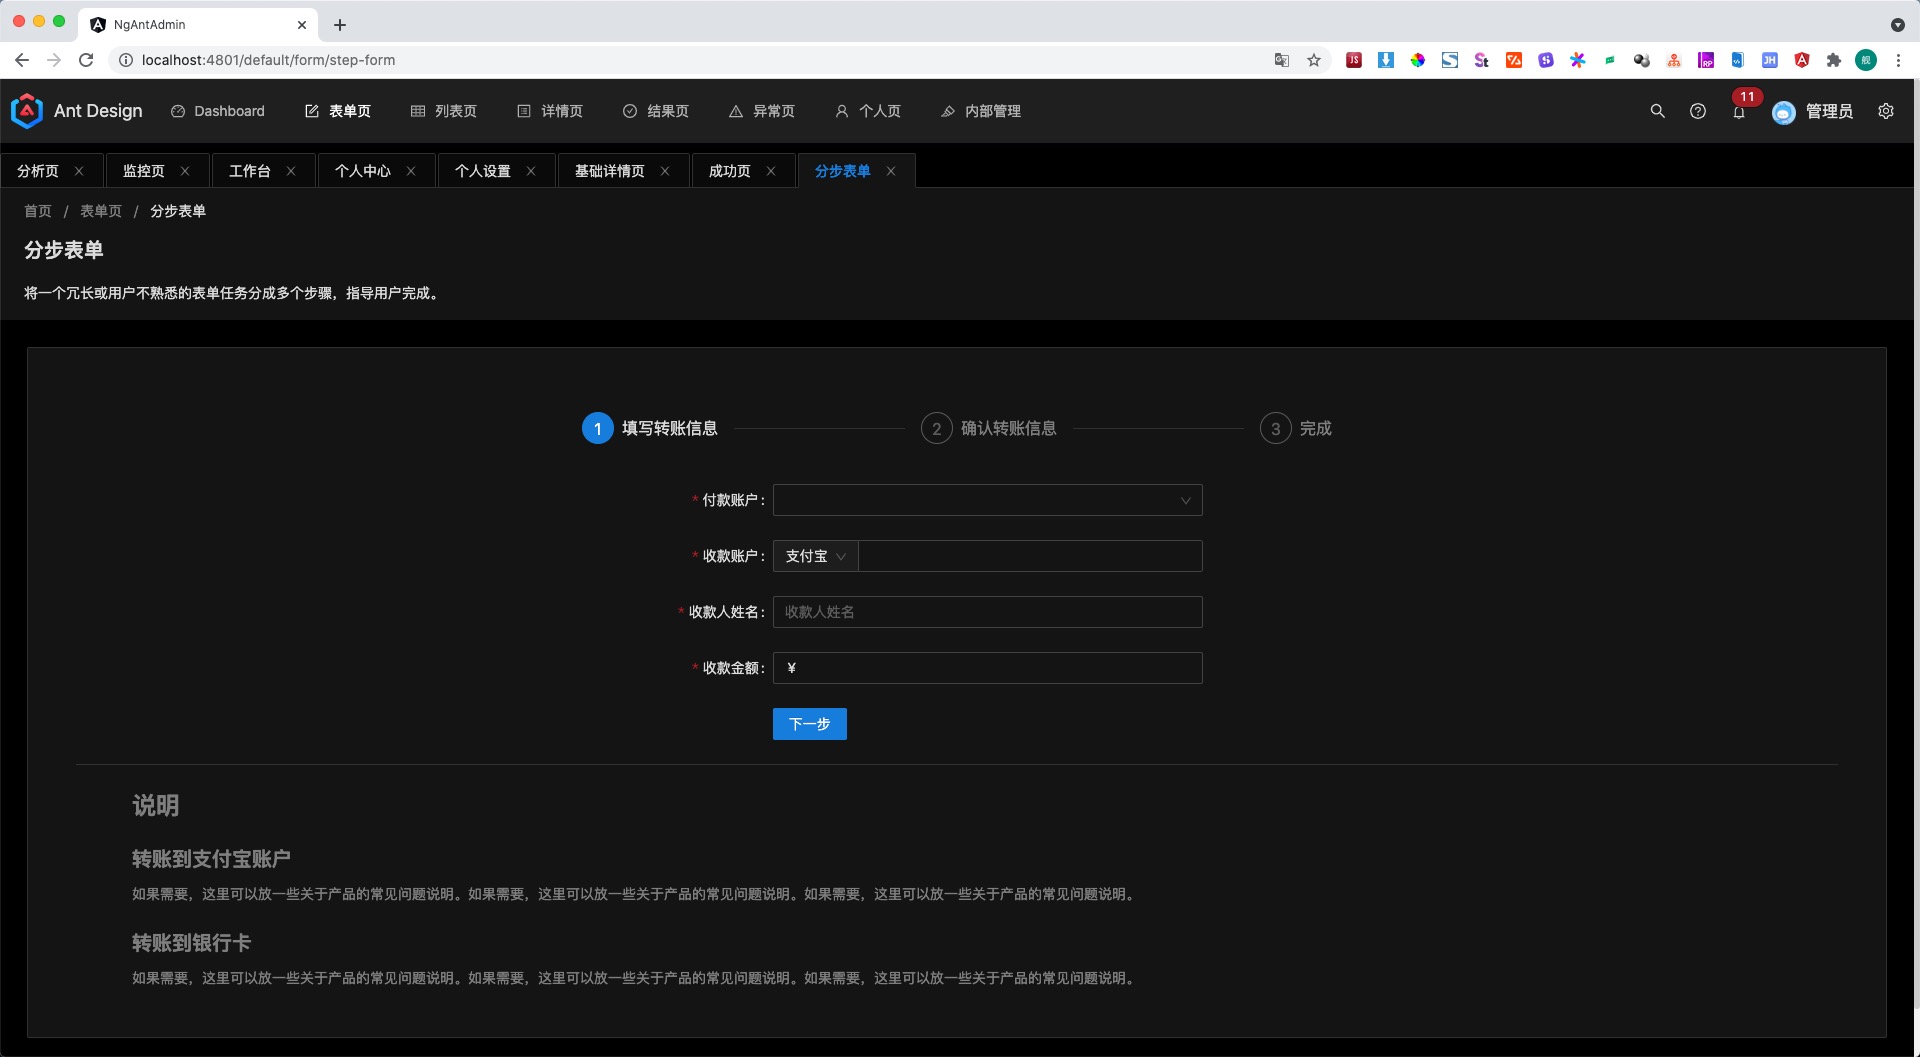 NgAntAdmin
localhost:4801/default/form/step-form
Ant Design Dashboard 表单页 列表页 详情页 结果页 异常页 个人页 内部管理 11 管理员
分析页 监控页 工作台 个人中心 个人设置 基础详情页 成功页 分步表单
首页 / 表单页 / 分步表单
分步表单
将一个冗长或用户不熟悉的表单任务分成多个步骤，指导用户完成。
1 填写转账信息 2 确认转账信息 3 完成
* 付款账户：
* 收款账户： 支付宝
* 收款人姓名： 收款人姓名
* 收款金额： ¥
下一步
说明
转账到支付宝账户
如果需要，这里可以放一些关于产品的常见问题说明。如果需要，这里可以放一些关于产品的常见问题说明。如果需要，这里可以放一些关于产品的常见问题说明。
转账到银行卡
如果需要，这里可以放一些关于产品的常见问题说明。如果需要，这里可以放一些关于产品的常见问题说明。如果需要，这里可以放一些关于产品的常见问题说明。